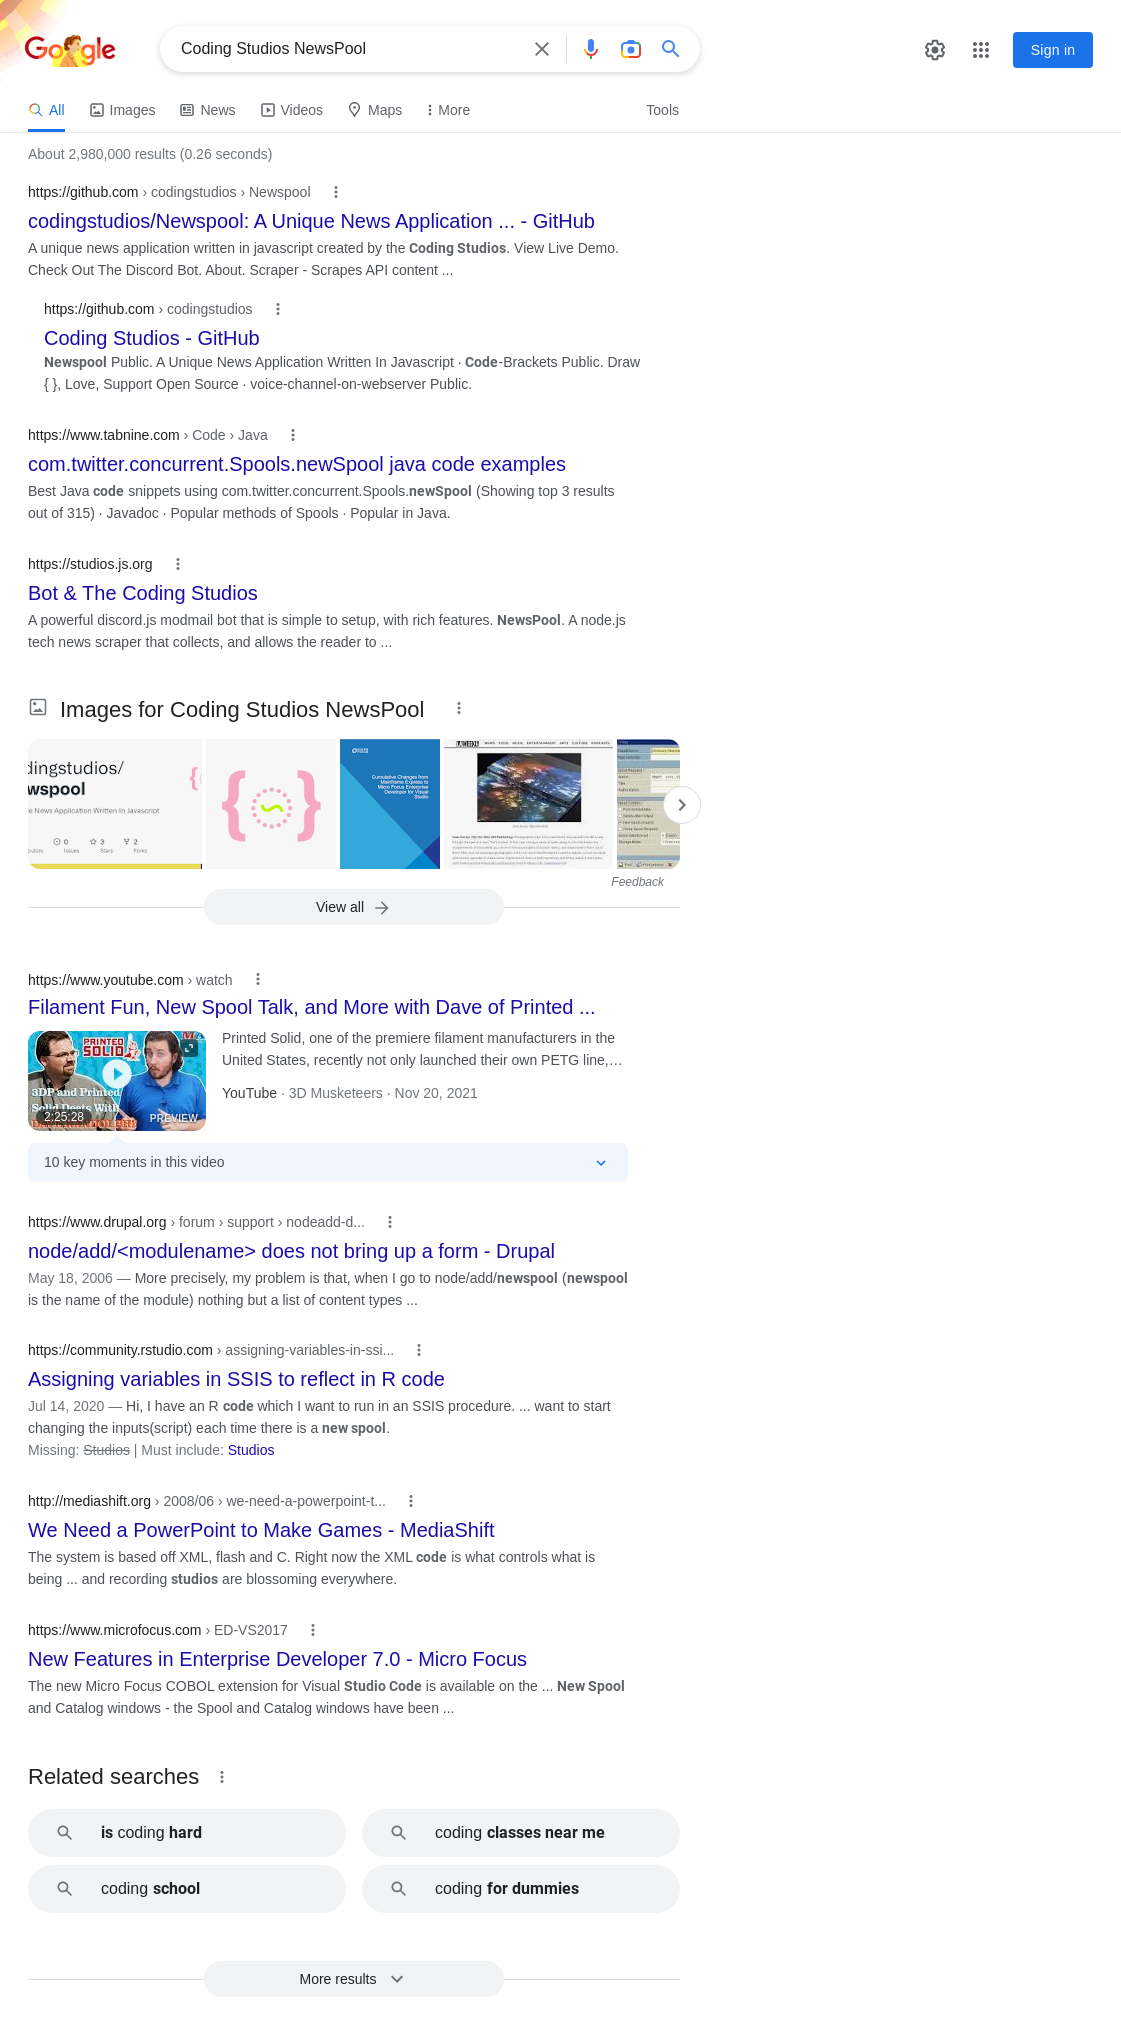 Google
Coding Studios NewsPool
Sign in
All Images News Videos Maps More Tools
About 2,980,000 results (0.26 seconds)
https://github.com › codingstudios › Newspool
codingstudios/Newspool: A Unique News Application ... - GitHub
A unique news application written in javascript created by the Coding Studios. View Live Demo.
Check Out The Discord Bot. About. Scraper - Scrapes API content ...
https://github.com › codingstudios
Coding Studios - GitHub
Newspool Public. A Unique News Application Written In Javascript · Code-Brackets Public. Draw
{ }, Love, Support Open Source · voice-channel-on-webserver Public.
https://www.tabnine.com › Code › Java
com.twitter.concurrent.Spools.newSpool java code examples
Best Java code snippets using com.twitter.concurrent.Spools.newSpool (Showing top 3 results
out of 315) · Javadoc · Popular methods of Spools · Popular in Java.
https://studios.js.org
Bot & The Coding Studios
A powerful discord.js modmail bot that is simple to setup, with rich features. NewsPool. A node.js
tech news scraper that collects, and allows the reader to ...
Images for Coding Studios NewsPool
dingstudios/
wspool
e News Application Written In Javascript
0 3 2
utors Issues Stars Forks
Cumulative Changes from
Mainframe Express to
Micro Focus Enterprise
Developer for Visual
Studio
Feedback
View all
https://www.youtube.com › watch
Filament Fun, New Spool Talk, and More with Dave of Printed ...
PRINTED
SOLID
3DP and Printed
Solid Deets With
2:25:28 PREVIEW
Printed Solid, one of the premiere filament manufacturers in the
United States, recently not only launched their own PETG line,…
YouTube · 3D Musketeers · Nov 20, 2021
10 key moments in this video
https://www.drupal.org › forum › support › nodeadd-d...
node/add/<modulename> does not bring up a form - Drupal
May 18, 2006 — More precisely, my problem is that, when I go to node/add/newspool (newspool
is the name of the module) nothing but a list of content types ...
https://community.rstudio.com › assigning-variables-in-ssi...
Assigning variables in SSIS to reflect in R code
Jul 14, 2020 — Hi, I have an R code which I want to run in an SSIS procedure. ... want to start
changing the inputs(script) each time there is a new spool.
Missing: Studios | Must include: Studios
http://mediashift.org › 2008/06 › we-need-a-powerpoint-t...
We Need a PowerPoint to Make Games - MediaShift
The system is based off XML, flash and C. Right now the XML code is what controls what is
being ... and recording studios are blossoming everywhere.
https://www.microfocus.com › ED-VS2017
New Features in Enterprise Developer 7.0 - Micro Focus
The new Micro Focus COBOL extension for Visual Studio Code is available on the ... New Spool
and Catalog windows - the Spool and Catalog windows have been ...
Related searches
is coding hard
coding classes near me
coding school
coding for dummies
More results